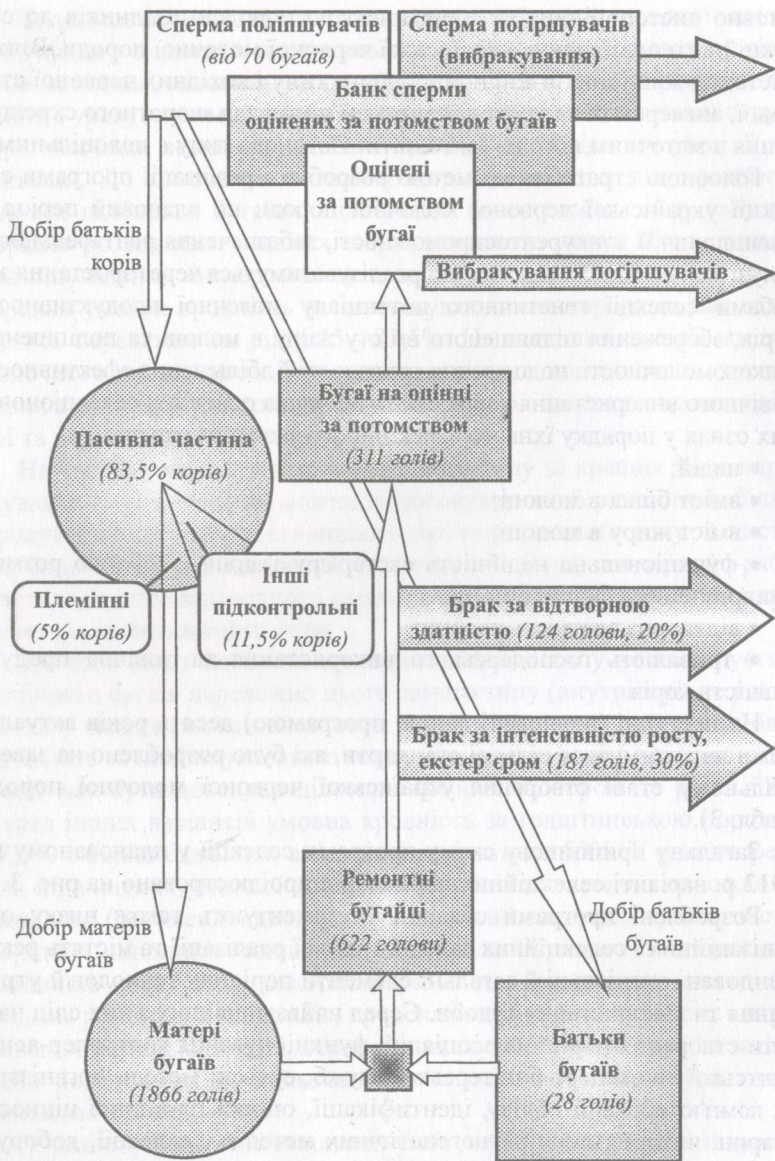 Сперма поліпшувачів
(від 70 бугаїв)
Сперма погіршувачів
(вибракування)
Банк сперми
оцінених за потомством бугаїв
Оцінені
за потомством
бугаї
Добір батьків
корів
Вибракування погіршувачів
Бугаї на оцінці
за потомством
(311 голів)
Пасивна частина
(83,5% корів)
Племінні
(5% корів)
Інші
підконтрольні
(11,5% корів)
Брак за відтворною
здатністю (124 голови, 20%)
Брак за інтенсивністю росту,
екстер’єром (187 голів, 30%)
Ремонтні
бугайці
(622 голови)
Добір матерів
бугаїв
Добір батьків
бугаїв
Матері
бугаїв
(1866 голів)
Батьки
бугаїв
(28 голів)